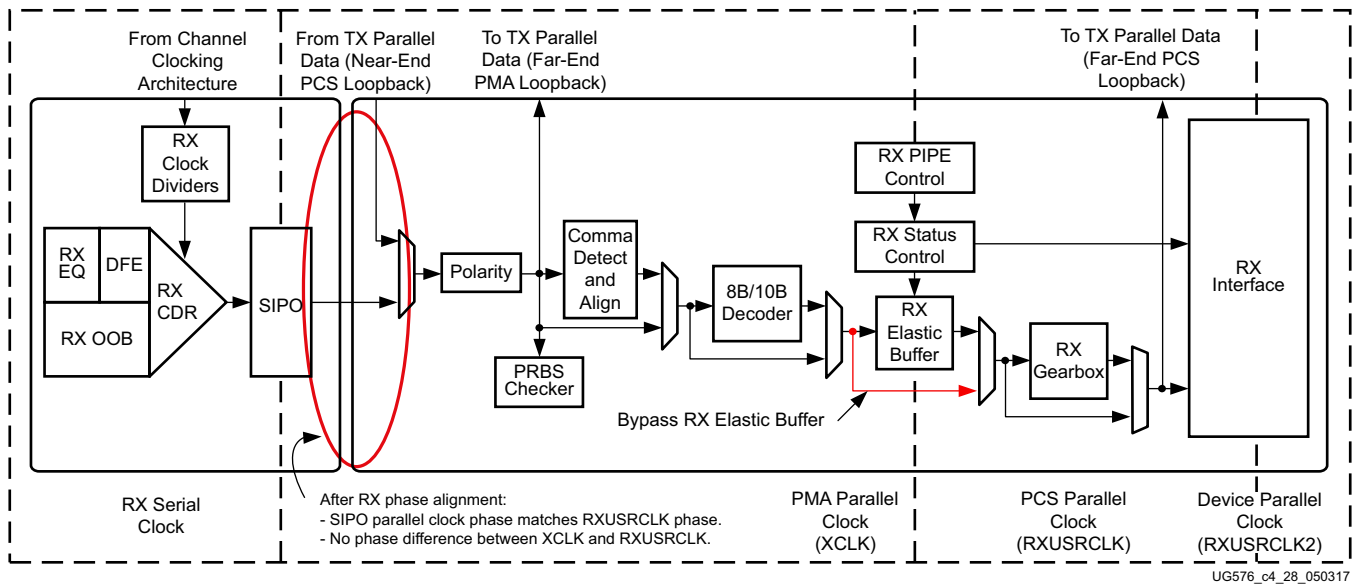 From Channel
Clocking
Architecture
From TX Parallel
Data (Near-End
PCS Loopback)
To TX Parallel
Data (Far-End
PMA Loopback)
To TX Parallel Data
(Far-End PCS
Loopback)
RX
Clock
Dividers
RX
EQ
DFE
RX
CDR
RX OOB
SIPO
Polarity
Comma
Detect
and
Align
PRBS
Checker
8B/10B
Decoder
RX PIPE
Control
RX Status
Control
RX
Elastic
Buffer
RX
Gearbox
RX
Interface
Bypass RX Elastic Buffer
RX Serial
Clock
After RX phase alignment:
- SIPO parallel clock phase matches RXUSRCLK phase.
- No phase difference between XCLK and RXUSRCLK.
PMA Parallel
Clock
(XCLK)
PCS Parallel
Clock
(RXUSRCLK)
Device Parallel
Clock
(RXUSRCLK2)
UG576_c4_28_050317